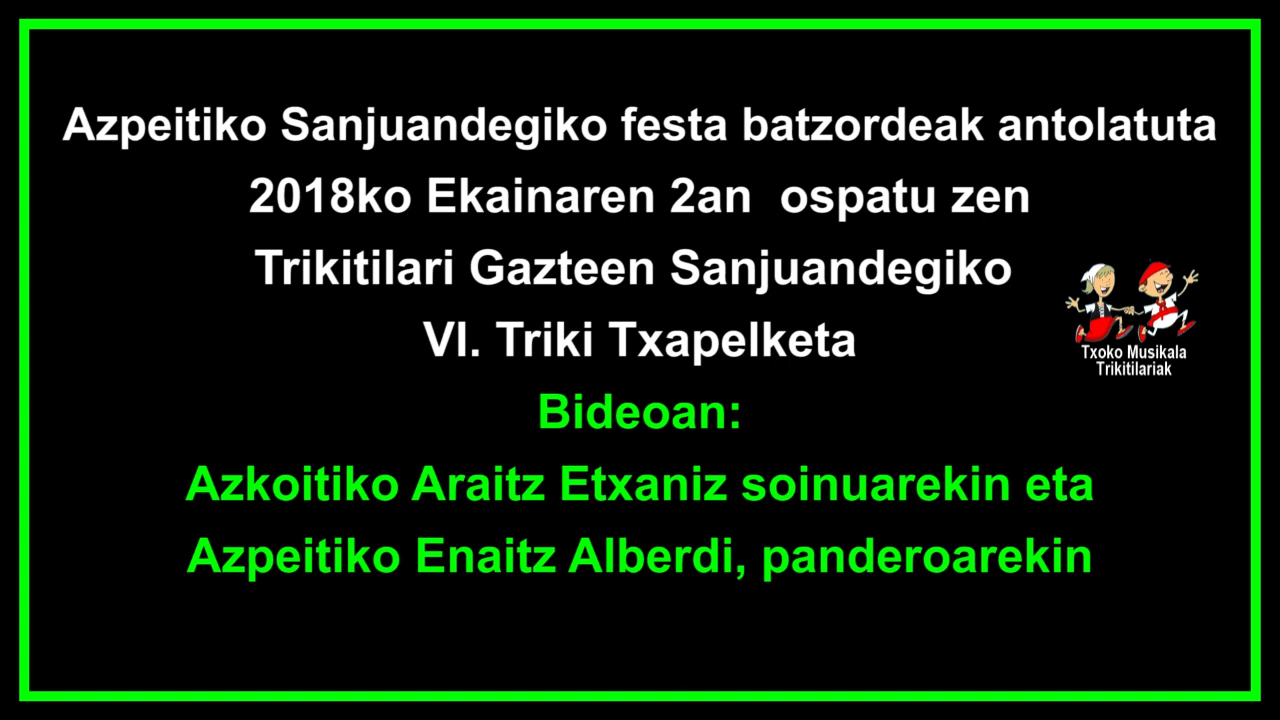 Azpeitiko Sanjuandegiko festa batzordeak antolatuta
2018ko Ekainaren 2an ospatu zen
Trikitilari Gazteen Sanjuandegiko
VI. Triki Txapelketa
Txoko Musikala
Trikitilariak
Bideoan:
Azkoitiko Araitz Etxaniz soinuarekin eta
Azpeitiko Enaitz Alberdi, panderoarekin